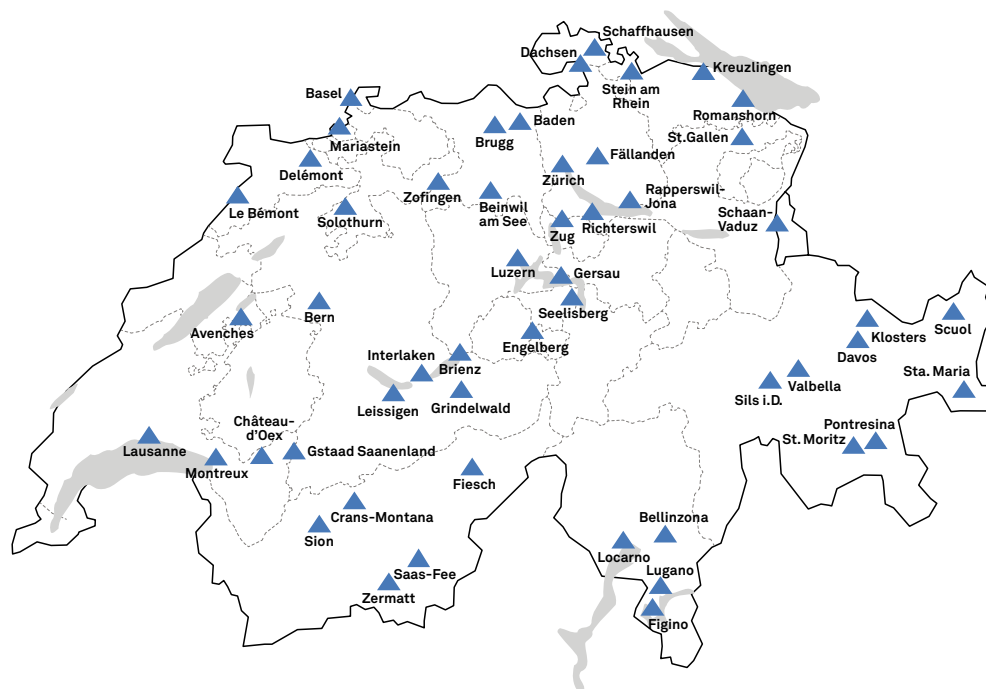 Schaffhausen
Dachsen
Kreuzlingen
Stein am
Rhein
Basel
Romanshorn
Baden
Brugg
Mariastein
St.Gallen
Fällanden
Delémont
Zürich
Zofingen
Rapperswil-
Jona
Beinwil
am See
Le Bémont
Solothurn
Schaan-
Vaduz
Richterswil
Zug
Luzern
Gersau
Seelisberg
Bern
Avenches
Engelberg
Scuol
Klosters
Davos
Interlaken
Brienz
Sta. Maria
Valbella
Sils i.D.
Leissigen
Grindelwald
Château-
d'Oex
Pontresina
St. Moritz
Lausanne
Gstaad Saanenland
Montreux
Fiesch
Crans-Montana
Bellinzona
Sion
Locarno
Lugano
Saas-Fee
Zermatt
Figino